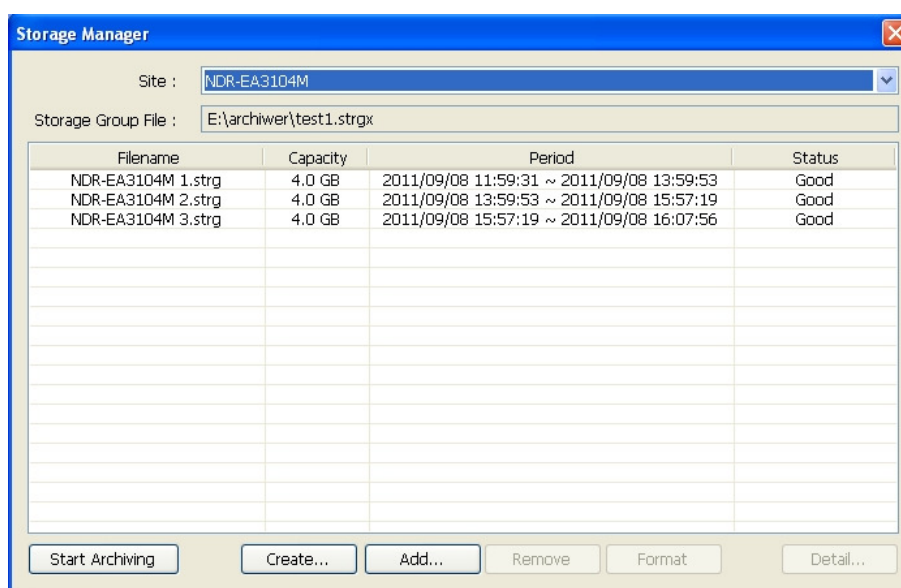 Storage Manager
Site : NDR-EA3104M
Storage Group File : E:\archiwer\test1.strgx
Filename Capacity Period Status
NDR-EA3104M 1.strg 4.0 GB 2011/09/08 11:59:31 ~ 2011/09/08 13:59:53 Good
NDR-EA3104M 2.strg 4.0 GB 2011/09/08 13:59:53 ~ 2011/09/08 15:57:19 Good
NDR-EA3104M 3.strg 4.0 GB 2011/09/08 15:57:19 ~ 2011/09/08 16:07:56 Good
Start Archiving Create... Add... Remove Format Detail...